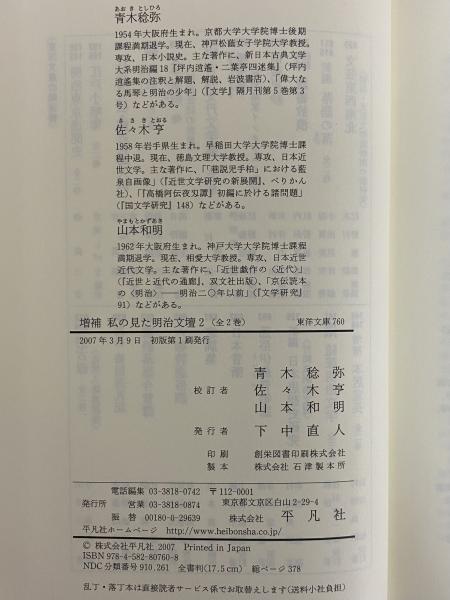 あおき としひろ
青木稔弥
1954年大阪府生まれ。京都大学大学院博士後期
課程満期退学。現在、神戸松蔭女子学院大学教授。
専攻、日本小説史。主な著作に、新日本古典文学
大系明治編18『坪内逍遙・二葉亭四迷集』(坪内
逍遙集の注釈と解題、解説、岩波書店)、「偉大な
る馬琴と明治の少年」(『文学』隔月刊第5巻第3
号)などがある。
ささき とおる
佐々木亨
1958年岩手県生まれ。早稲田大学大学院博士課
程中退。現在、徳島文理大学教授。専攻、日本近
世文学。主な著作に、「「巷説児手柏」における藍
泉自画像」(『近世文学研究の新展開』、ぺりかん
社)、「『高橋阿伝夜刃譚』初編に於ける諸問題」
(『国文学研究』148)などがある。
やまもとかずあき
山本和明
1962年大阪府生まれ。神戸大学大学院博士課程
満期退学。現在、相愛大学教授。専攻、日本近世
近代文学。主な著作に、「近世戯作の〈近代〉」
(『近世と近代の通廊』、双文社出版)、「京伝読本
の〈明治〉――明治二〇年以前」(『文学研究』
91)などがある。
増補 私の見た明治文壇2(全2巻) 東洋文庫760
2007年3月9日 初版第1刷発行
青木稔弥
校訂者 佐々木亨
山本和明
発行者 下中直人
印刷 創栄図書印刷株式会社
製本 株式会社石津製本所
電話編集 03-3818-0742 〒112-0001
発行所 営業 03-3818-0874 東京都文京区白山2-29-4
振替 00180-0-29639 株式会社 平凡社
平凡社ホームページ http://www.heibonsha.co.jp/
© 株式会社平凡社 2007 Printed in Japan
ISBN 978-4-582-80760-8
NDC分類番号910.261 全書判(17.5cm) 総ページ378
乱丁・落丁本は直接読者サービス係でお取替えします(送料小社負担)